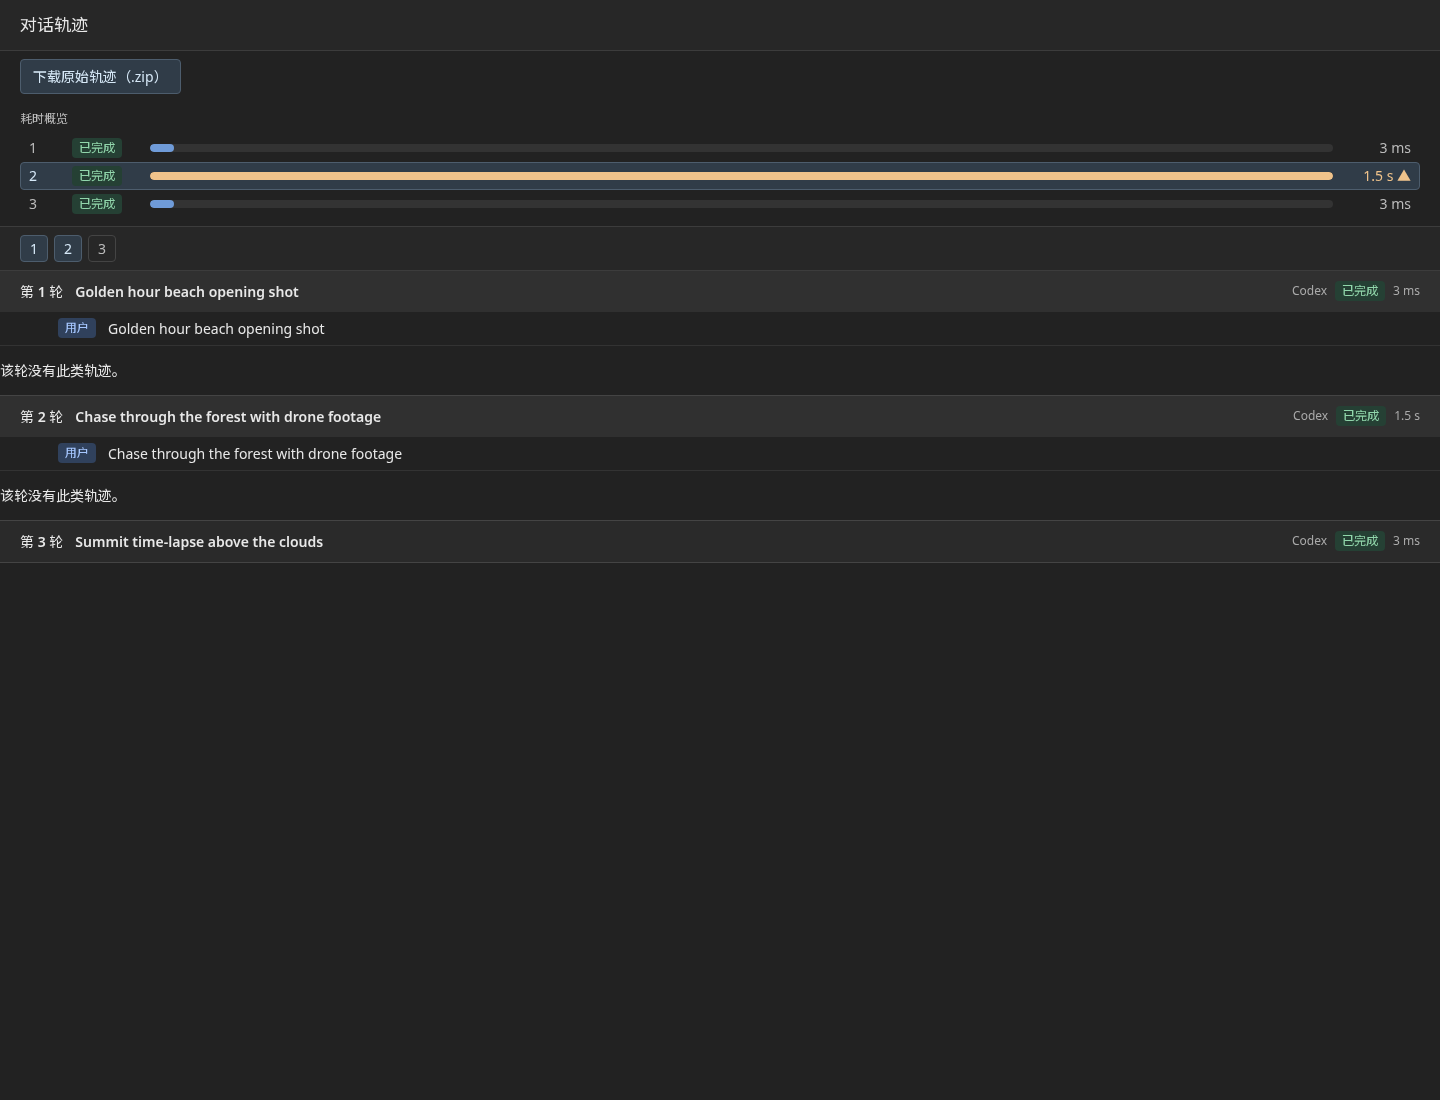 对话轨迹
下载原始轨迹（.zip）
耗时概览
1 已完成 3 ms
2 已完成 1.5 s ▲
3 已完成 3 ms
1 2 3
第 1 轮 Golden hour beach opening shot Codex 已完成 3 ms
用户 Golden hour beach opening shot
该轮没有此类轨迹。
第 2 轮 Chase through the forest with drone footage Codex 已完成 1.5 s
用户 Chase through the forest with drone footage
该轮没有此类轨迹。
第 3 轮 Summit time-lapse above the clouds Codex 已完成 3 ms